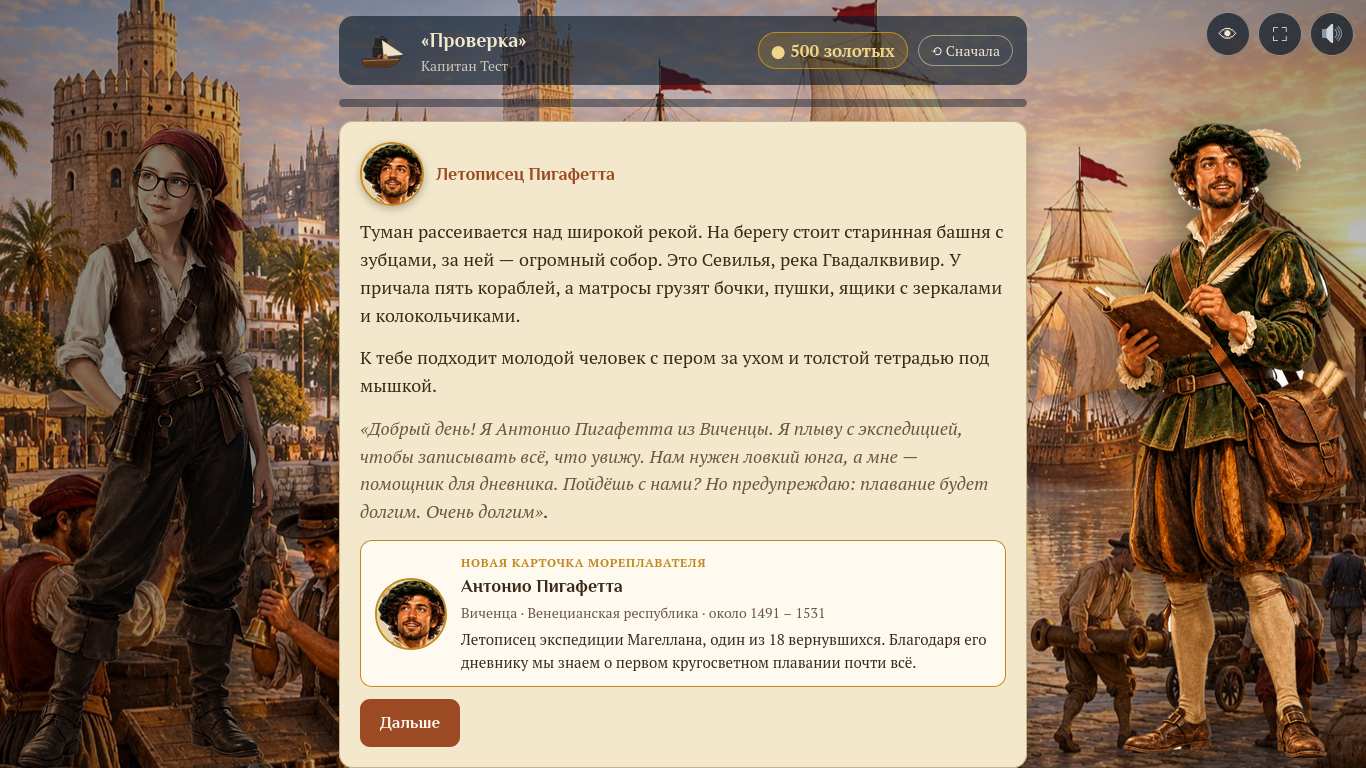 «Проверка»
Капитан Тест
500 золотых
⟲ Сначала
Летописец Пигафетта
Туман рассеивается над широкой рекой. На берегу стоит старинная башня с
зубцами, за ней — огромный собор. Это Севилья, река Гвадалквивир. У
причала пять кораблей, а матросы грузят бочки, пушки, ящики с зеркалами
и колокольчиками.
К тебе подходит молодой человек с пером за ухом и толстой тетрадью под
мышкой.
«Добрый день! Я Антонио Пигафетта из Виченцы. Я плыву с экспедицией,
чтобы записывать всё, что увижу. Нам нужен ловкий юнга, а мне —
помощник для дневника. Пойдёшь с нами? Но предупреждаю: плавание будет
долгим. Очень долгим».
НОВАЯ КАРТОЧКА МОРЕПЛАВАТЕЛЯ
Антонио Пигафетта
Виченца · Венецианская республика · около 1491 – 1531
Летописец экспедиции Магеллана, один из 18 вернувшихся. Благодаря его
дневнику мы знаем о первом кругосветном плавании почти всё.
Дальше